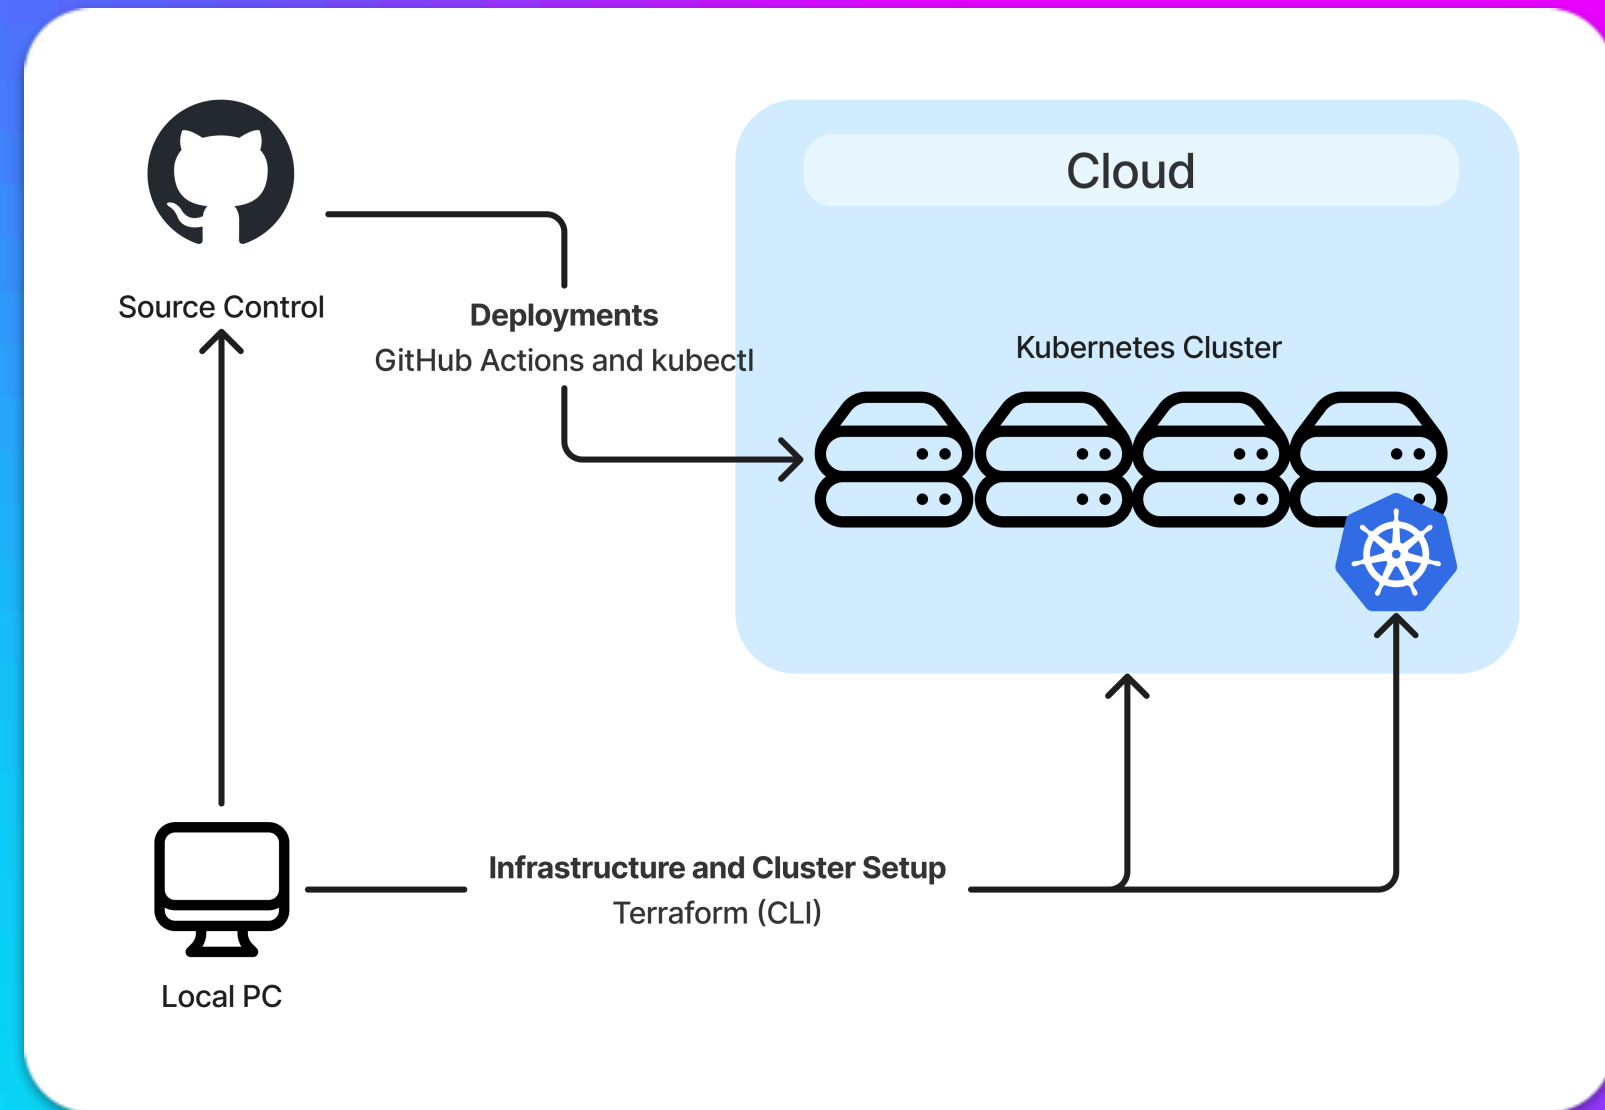 Cloud
Source Control
Deployments
GitHub Actions and kubectl
Kubernetes Cluster
Infrastructure and Cluster Setup
Terraform (CLI)
Local PC